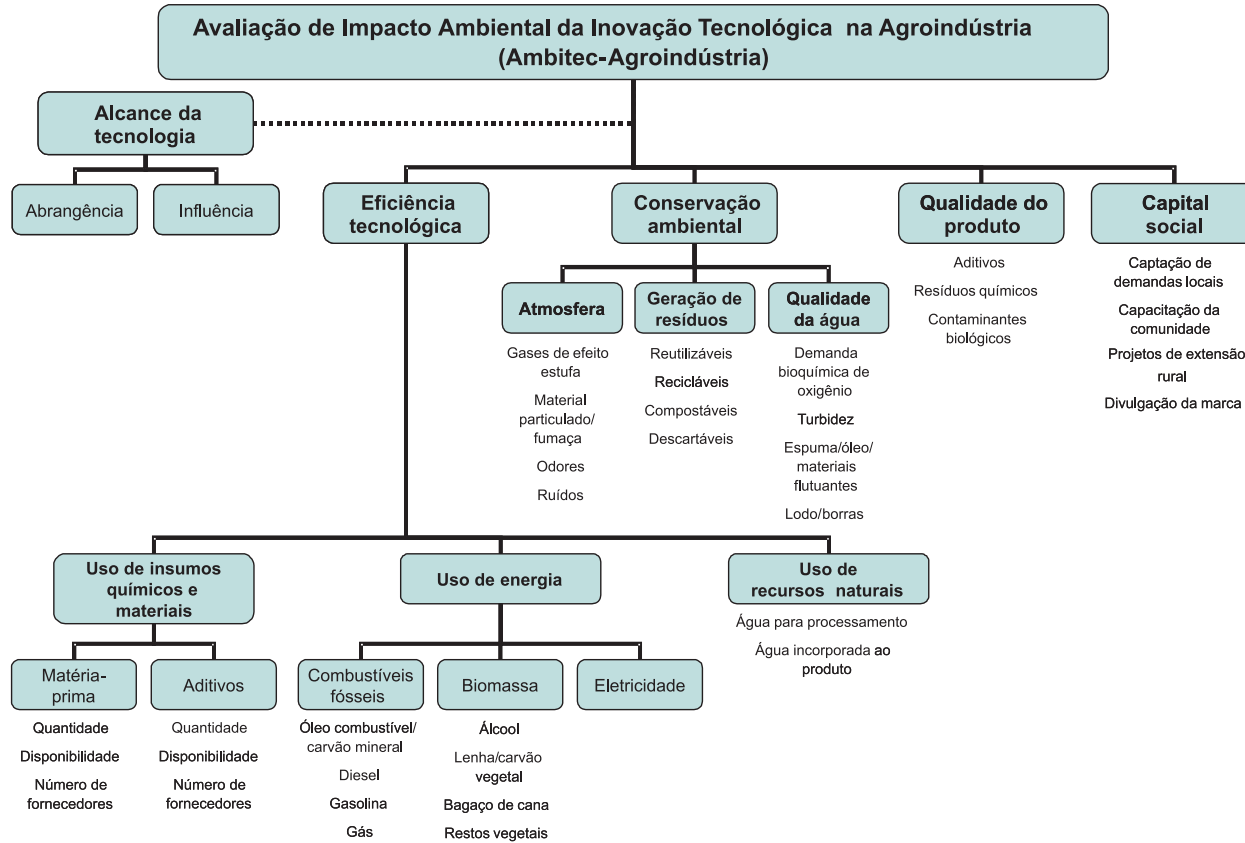 Avaliação de Impacto Ambiental da Inovação Tecnológica na Agroindústria
(Ambitec-Agroindústria)
Alcance da
tecnologia
Abrangência
Influência
Eficiência
tecnológica
Conservação
ambiental
Qualidade do
produto
Capital
social
Aditivos
Resíduos químicos
Contaminantes
biológicos
Captação de
demandas locais
Capacitação da
comunidade
Projetos de extensão
rural
Divulgação da marca
Atmosfera
Gases de efeito
estufa
Material
particulado/
fumaça
Odores
Ruídos
Geração de
resíduos
Reutilizáveis
Recicláveis
Compostáveis
Descartáveis
Qualidade
da água
Demanda
bioquímica de
oxigênio
Turbidez
Espuma/óleo/
materiais
flutuantes
Lodo/borras
Uso de insumos
químicos e
materiais
Uso de energia
Uso de
recursos naturais
Água para processamento
Água incorporada ao
produto
Matéria-
prima
Quantidade
Disponibilidade
Número de
fornecedores
Aditivos
Quantidade
Disponibilidade
Número de
fornecedores
Combustíveis
fósseis
Óleo combustível/
carvão mineral
Diesel
Gasolina
Gás
Biomassa
Álcool
Lenha/carvão
vegetal
Bagaço de cana
Restos vegetais
Eletricidade